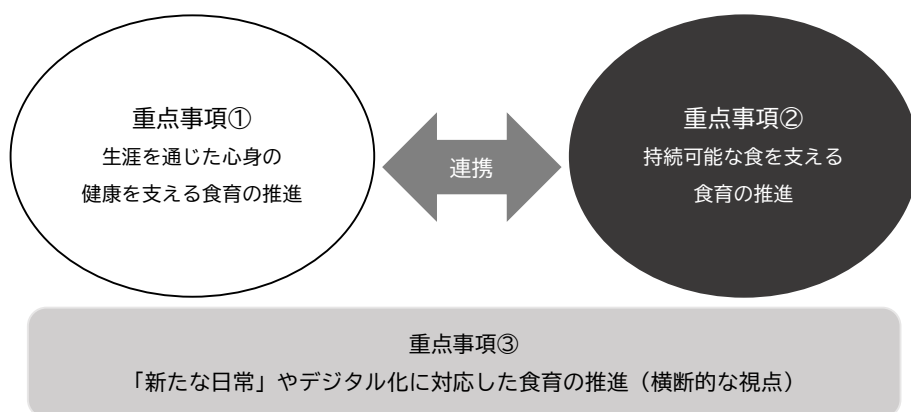 重点事項①
生涯を通じた心身の
健康を支える食育の推進
連携
重点事項②
持続可能な食を支える
食育の推進
重点事項③
「新たな日常」やデジタル化に対応した食育の推進（横断的な視点）